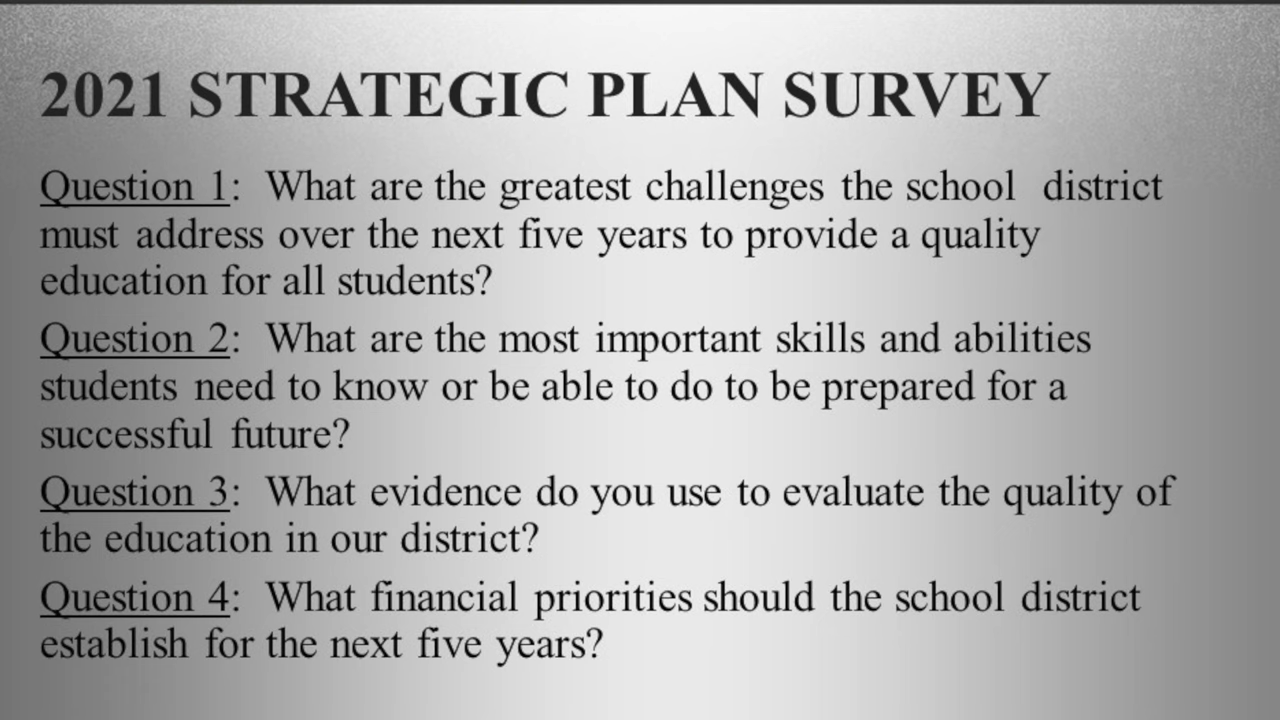 2021 STRATEGIC PLAN SURVEY
Question 1:  What are the greatest challenges the school district
must address over the next five years to provide a quality
education for all students?
Question 2:  What are the most important skills and abilities
students need to know or be able to do to be prepared for a
successful future?
Question 3:  What evidence do you use to evaluate the quality of
the education in our district?
Question 4:  What financial priorities should the school district
establish for the next five years?